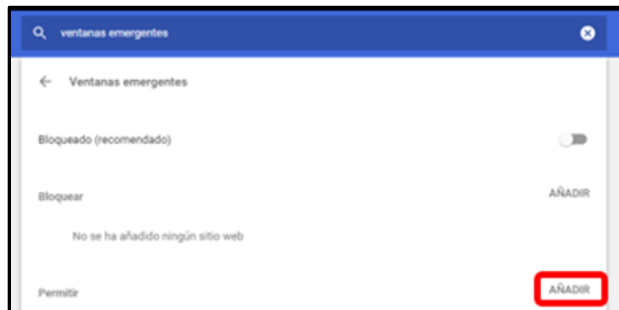 ventanas emergentes
Ventanas emergentes
Bloqueado (recomendado)
Bloquear
AÑADIR
No se ha añadido ningún sitio web
Permitir
AÑADIR